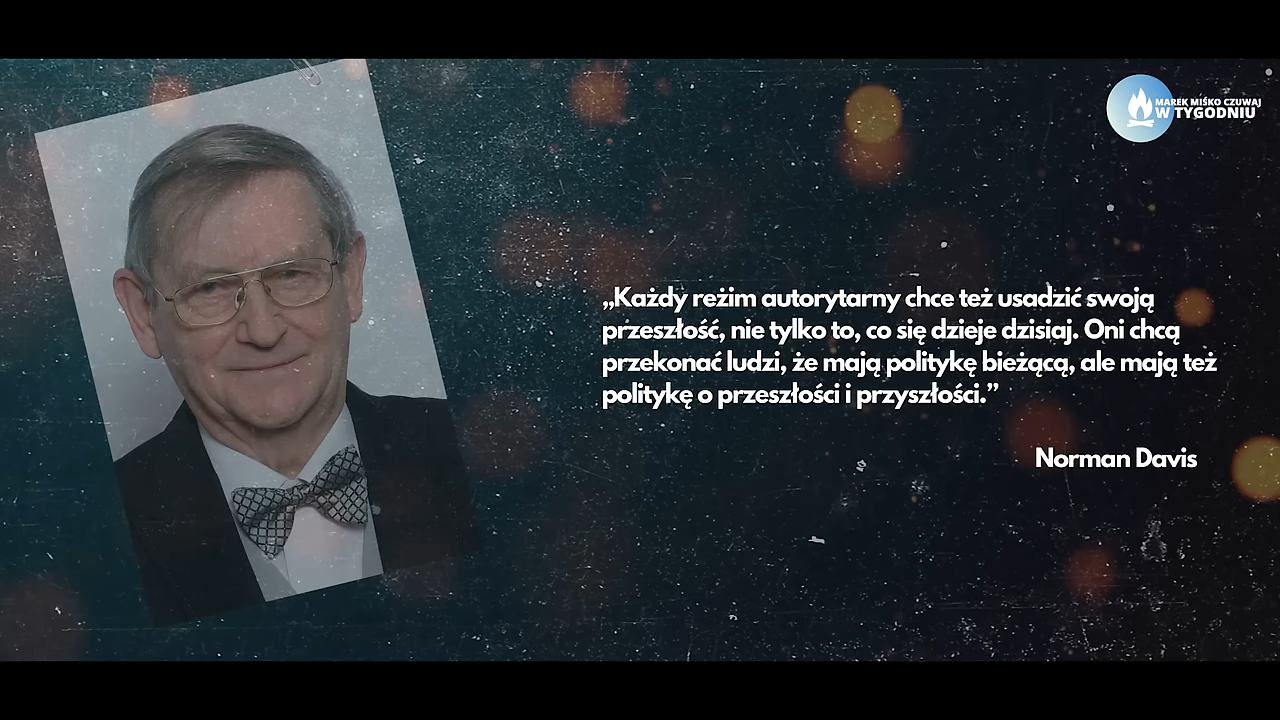 MAREK MIŚKO CZUWAJ
W TYGODNIU
„Każdy reżim autorytarny chce też usadzić swoją
przeszłość, nie tylko to, co się dzieje dzisiaj. Oni chcą
przekonać ludzi, że mają politykę bieżącą, ale mają też
politykę o przeszłości i przyszłości.”
Norman Davis